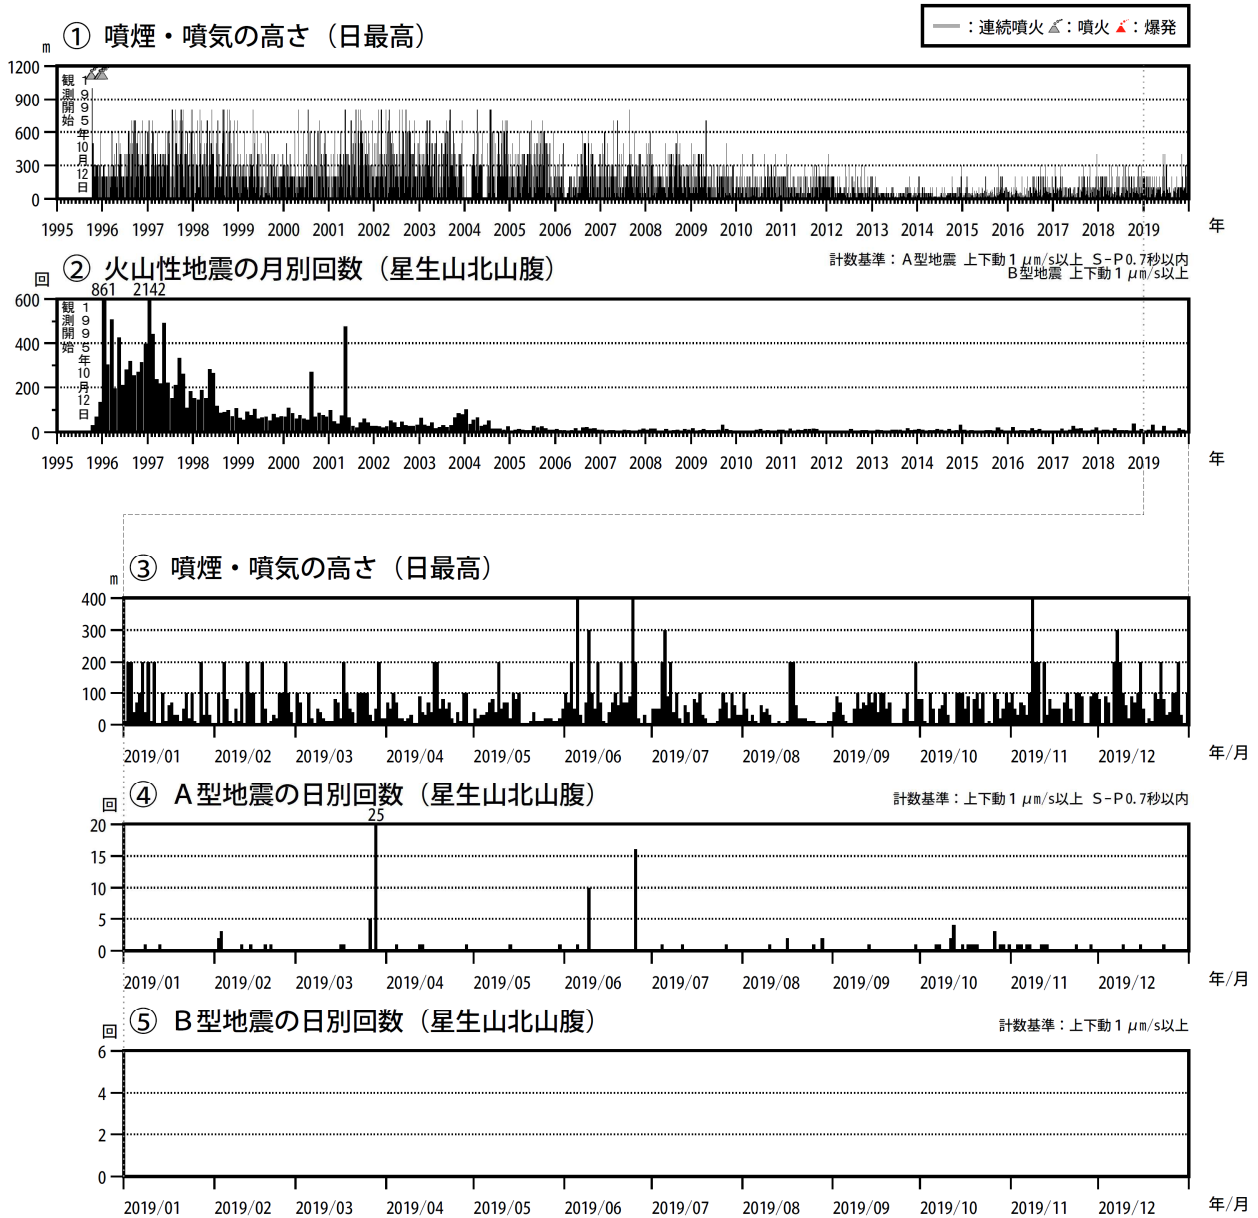 ① 噴煙・噴気の高さ（日最高）
：連続噴火 ：噴火 ：爆発
m
1200
900
600
300
0
観測開始
1995年10月12日
1995 1996 1997 1998 1999 2000 2001 2002 2003 2004 2005 2006 2007 2008 2009 2010 2011 2012 2013 2014 2015 2016 2017 2018 2019 年
② 火山性地震の月別回数（星生山北山腹）
計数基準：Ａ型地震 上下動１μm/s以上 Ｓ−Ｐ0.7秒以内
Ｂ型地震 上下動１μm/s以上
回
861 2142
600
400
200
0
観測開始
1995年10月12日
1995 1996 1997 1998 1999 2000 2001 2002 2003 2004 2005 2006 2007 2008 2009 2010 2011 2012 2013 2014 2015 2016 2017 2018 2019 年
③ 噴煙・噴気の高さ（日最高）
m
400
300
200
100
0
2019/01 2019/02 2019/03 2019/04 2019/05 2019/06 2019/07 2019/08 2019/09 2019/10 2019/11 2019/12 年/月
④ Ａ型地震の日別回数（星生山北山腹）
計数基準：上下動１μm/s以上 Ｓ−Ｐ0.7秒以内
回
25
20
15
10
5
0
2019/01 2019/02 2019/03 2019/04 2019/05 2019/06 2019/07 2019/08 2019/09 2019/10 2019/11 2019/12 年/月
⑤ Ｂ型地震の日別回数（星生山北山腹）
計数基準：上下動１μm/s以上
回
6
4
2
0
2019/01 2019/02 2019/03 2019/04 2019/05 2019/06 2019/07 2019/08 2019/09 2019/10 2019/11 2019/12 年/月